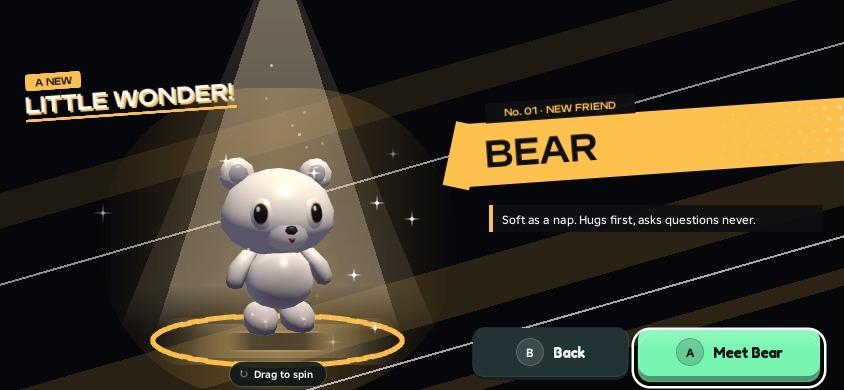 A NEW
LITTLE WONDER!
No. 01 · NEW FRIEND
BEAR
Soft as a nap. Hugs first, asks questions never.
B Back
A Meet Bear
↻ Drag to spin